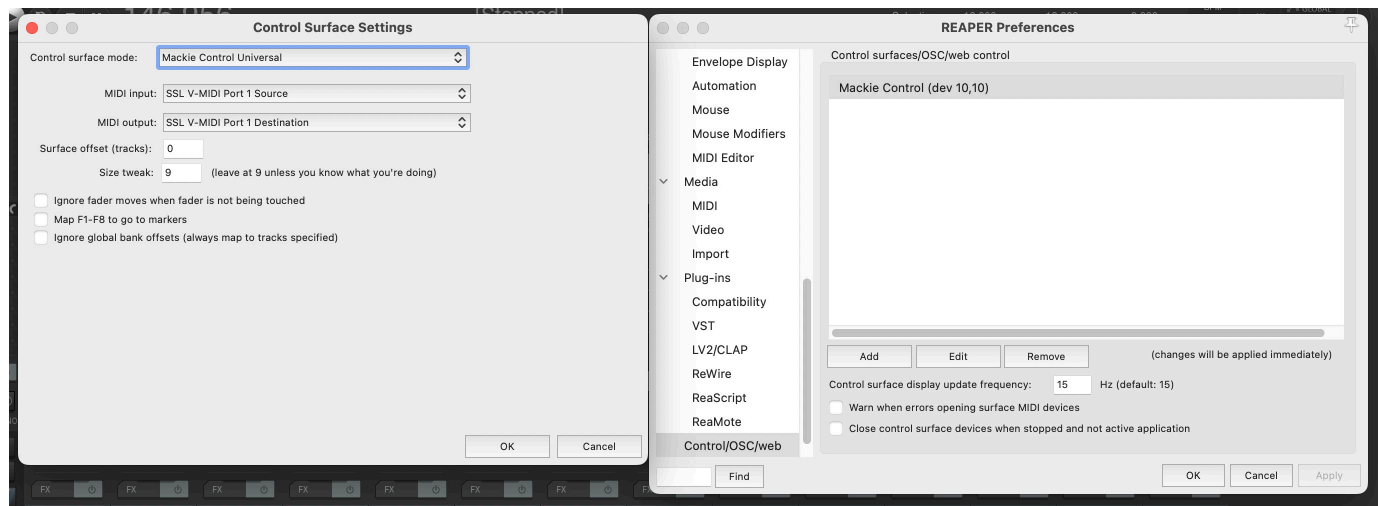 146.956
[Stopped]
GLOBAL
Control Surface Settings
Control surface mode: Mackie Control Universal
MIDI input: SSL V-MIDI Port 1 Source
MIDI output: SSL V-MIDI Port 1 Destination
Surface offset (tracks): 0
Size tweak: 9 (leave at 9 unless you know what you're doing)
Ignore fader moves when fader is not being touched
Map F1-F8 to go to markers
Ignore global bank offsets (always map to tracks specified)
OK Cancel
REAPER Preferences
Envelope Display
Automation
Mouse
Mouse Modifiers
MIDI Editor
Media
MIDI
Video
Import
Plug-ins
Compatibility
VST
LV2/CLAP
ReWire
ReaScript
ReaMote
Control/OSC/web
Find
Control surfaces/OSC/web control
Mackie Control (dev 10,10)
Add Edit Remove (changes will be applied immediately)
Control surface display update frequency: 15 Hz (default: 15)
Warn when errors opening surface MIDI devices
Close control surface devices when stopped and not active application
OK Cancel Apply
FX FX FX FX FX FX FX